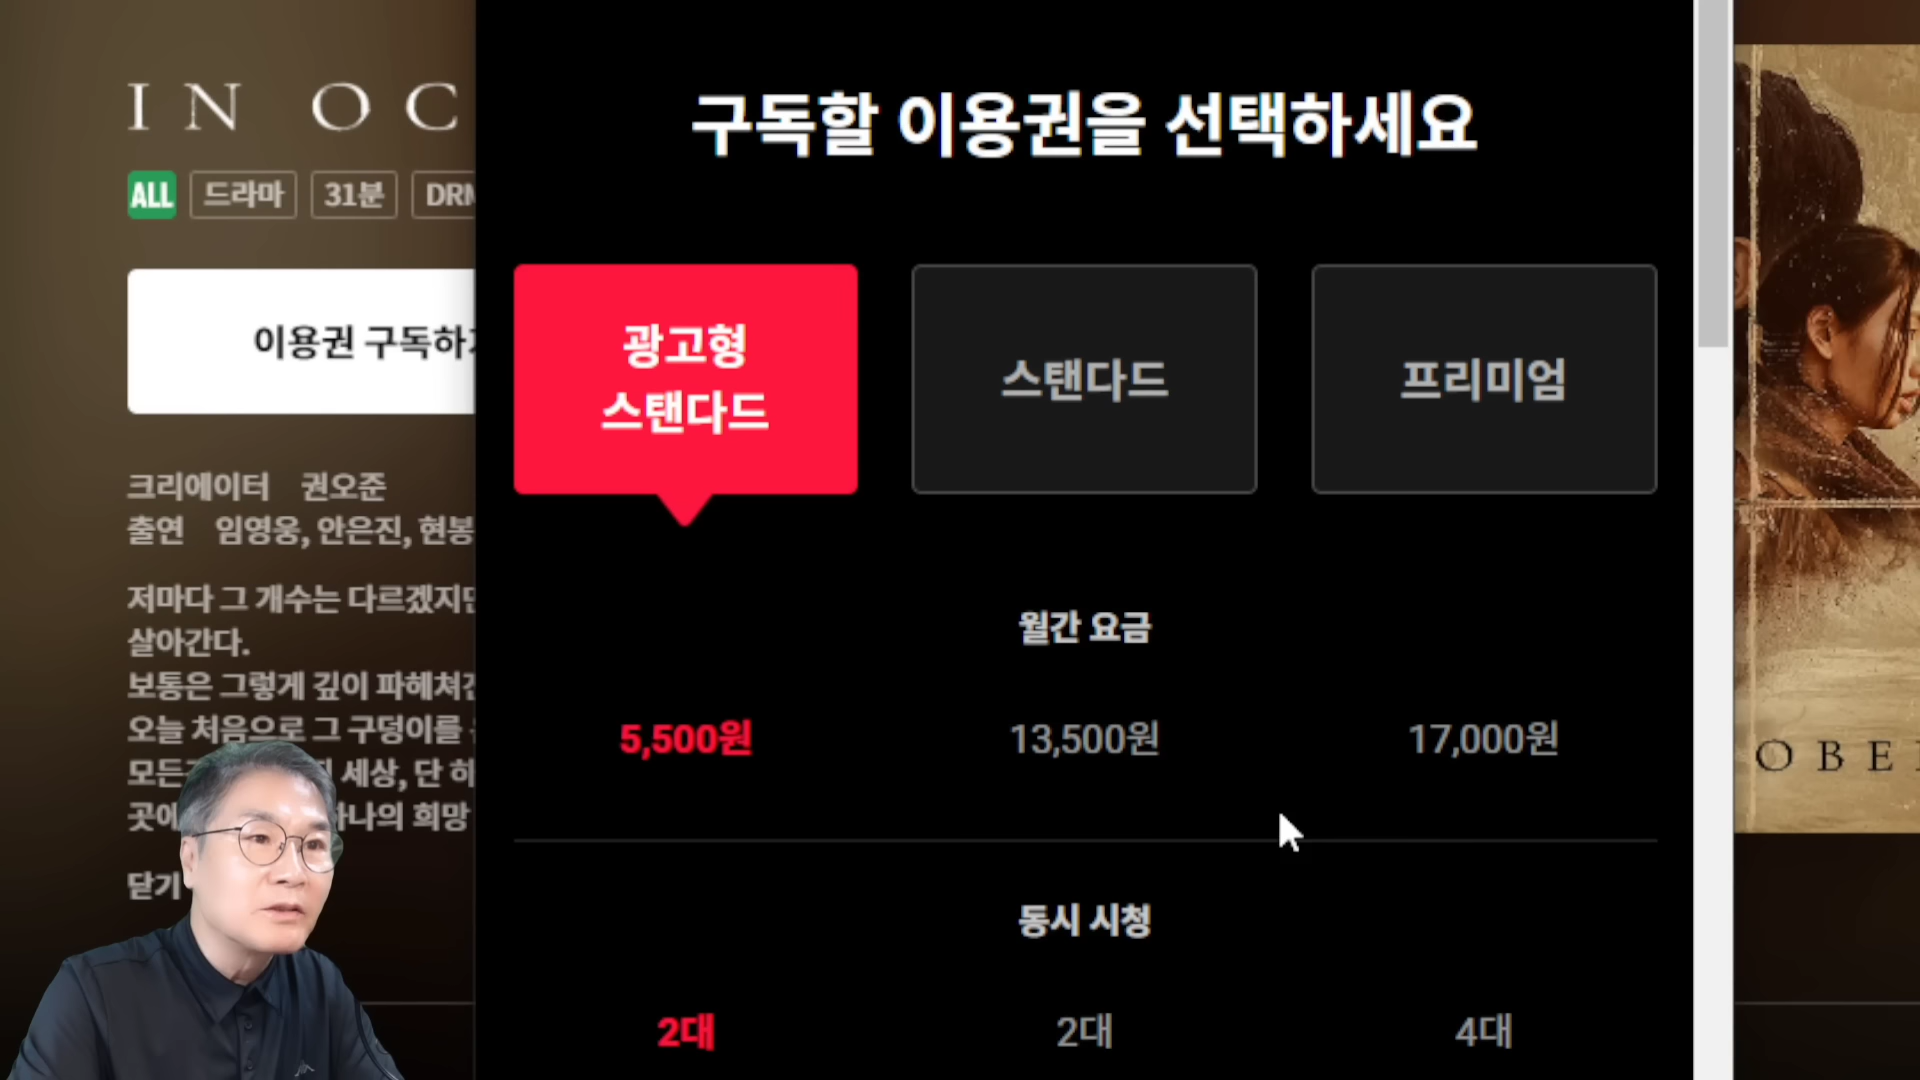 IN OC
ALL 드라마 31분
이용권 구독하
크리에이터 권오준
출연 임영웅, 안은진, 현봉
저마다 그 개수는 다르겠지만
살아간다.
보통은 그렇게 깊이 파헤쳐
오늘 처음으로 그 구덩이를
모든 세상, 단 하
하나의 희망
닫기
구독할 이용권을 선택하세요
광고형
스탠다드
스탠다드
프리미엄
월간 요금
5,500원 13,500원 17,000원
동시 시청
2대 2대 4대
OBE